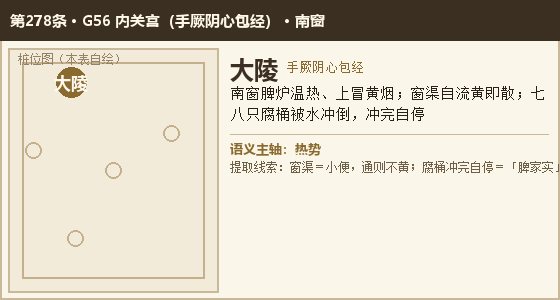 第278条·G56 内关宫（手厥阴心包经）·南窗
桩位图（本表自绘）
大陵
大陵 手厥阴心包经
南窗脾炉温热、上冒黄烟；窗渠自流黄即散；七
八只腐桶被水冲倒，冲完自停
语义主轴：热势
提取线索：窗渠＝小便，通则不黄；腐桶冲完自停＝「脾家实」